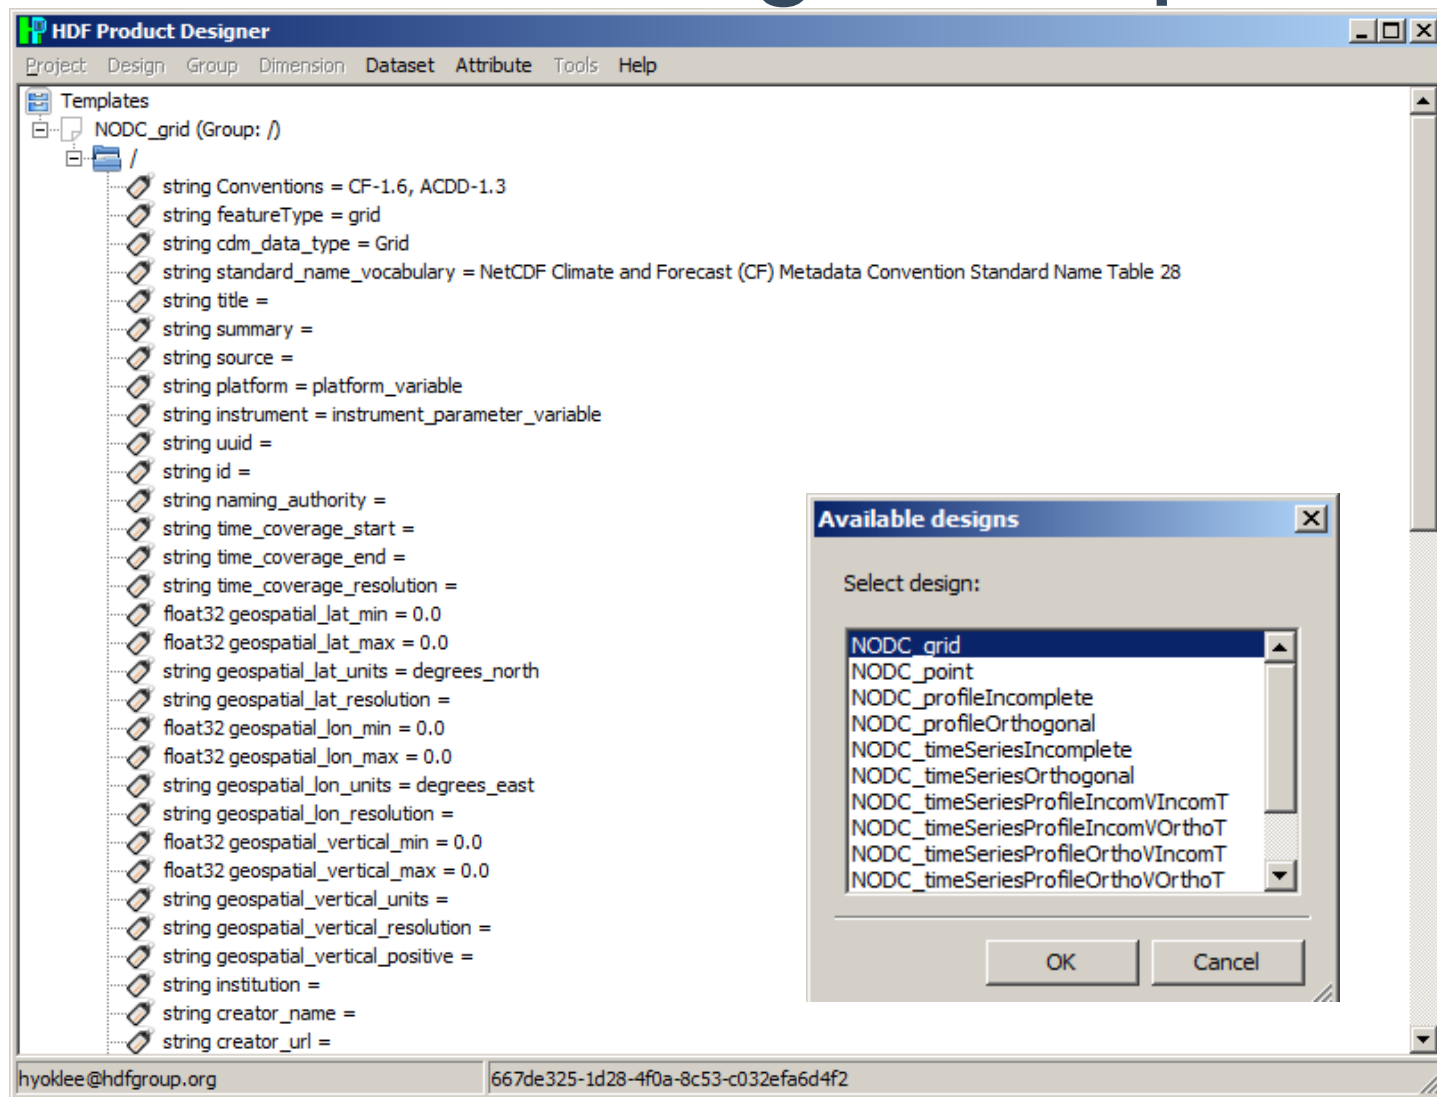 HDF Product Designer
Project Design Group Dimension Dataset Attribute Tools Help
Templates
NODC_grid (Group: /)
/
string Conventions = CF-1.6, ACDD-1.3
string featureType = grid
string cdm_data_type = Grid
string standard_name_vocabulary = NetCDF Climate and Forecast (CF) Metadata Convention Standard Name Table 28
string title =
string summary =
string source =
string platform = platform_variable
string instrument = instrument_parameter_variable
string uuid =
string id =
string naming_authority =
string time_coverage_start =
string time_coverage_end =
string time_coverage_resolution =
float32 geospatial_lat_min = 0.0
float32 geospatial_lat_max = 0.0
string geospatial_lat_units = degrees_north
string geospatial_lat_resolution =
float32 geospatial_lon_min = 0.0
float32 geospatial_lon_max = 0.0
string geospatial_lon_units = degrees_east
string geospatial_lon_resolution =
float32 geospatial_vertical_min = 0.0
float32 geospatial_vertical_max = 0.0
string geospatial_vertical_units =
string geospatial_vertical_resolution =
string geospatial_vertical_positive =
string institution =
string creator_name =
string creator_url =
Available designs
Select design:
NODC_grid
NODC_point
NODC_profileIncomplete
NODC_profileOrthogonal
NODC_timeSeriesIncomplete
NODC_timeSeriesOrthogonal
NODC_timeSeriesProfileIncomVIncomT
NODC_timeSeriesProfileIncomVOrthoT
NODC_timeSeriesProfileOrthoVIncomT
NODC_timeSeriesProfileOrthoVOrthoT
OK Cancel
hyoklee@hdfgroup.org 667de325-1d28-4f0a-8c53-c032efa6d4f2